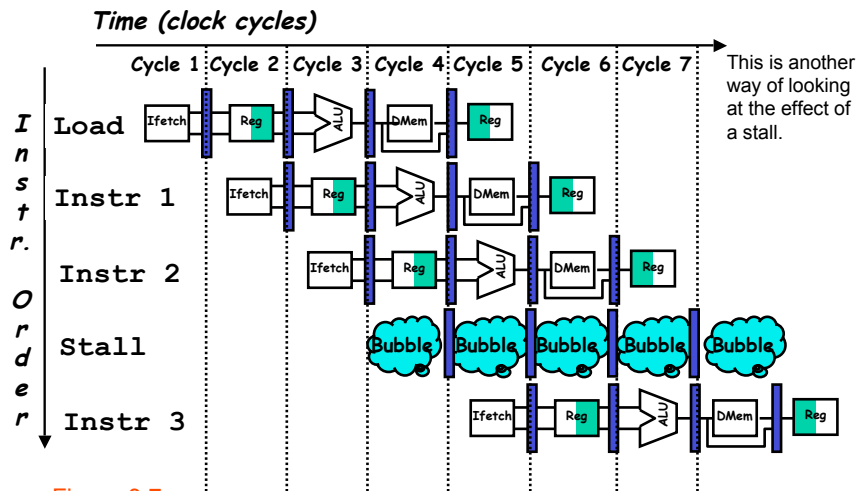 Time (clock cycles)
Cycle 1 Cycle 2 Cycle 3 Cycle 4 Cycle 5 Cycle 6 Cycle 7
This is another
way of looking
at the effect of
a stall.
Instr. Order
Load Ifetch Reg ALU DMem Reg
Instr 1 Ifetch Reg ALU DMem Reg
Instr 2 Ifetch Reg ALU DMem Reg
Stall Bubble Bubble Bubble Bubble Bubble
Instr 3 Ifetch Reg ALU DMem Reg